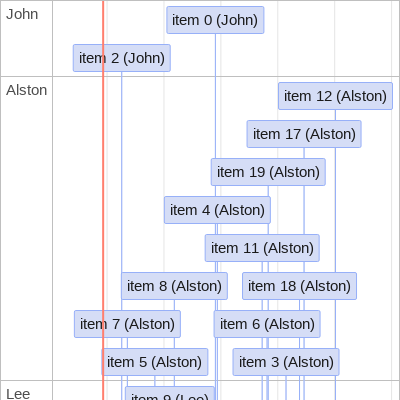 John
item 0 (John)
item 2 (John)
Alston
item 12 (Alston)
item 17 (Alston)
item 19 (Alston)
item 4 (Alston)
item 11 (Alston)
item 8 (Alston)
item 18 (Alston)
item 7 (Alston)
item 6 (Alston)
item 5 (Alston)
item 3 (Alston)
Lee
item 9 (Lee)